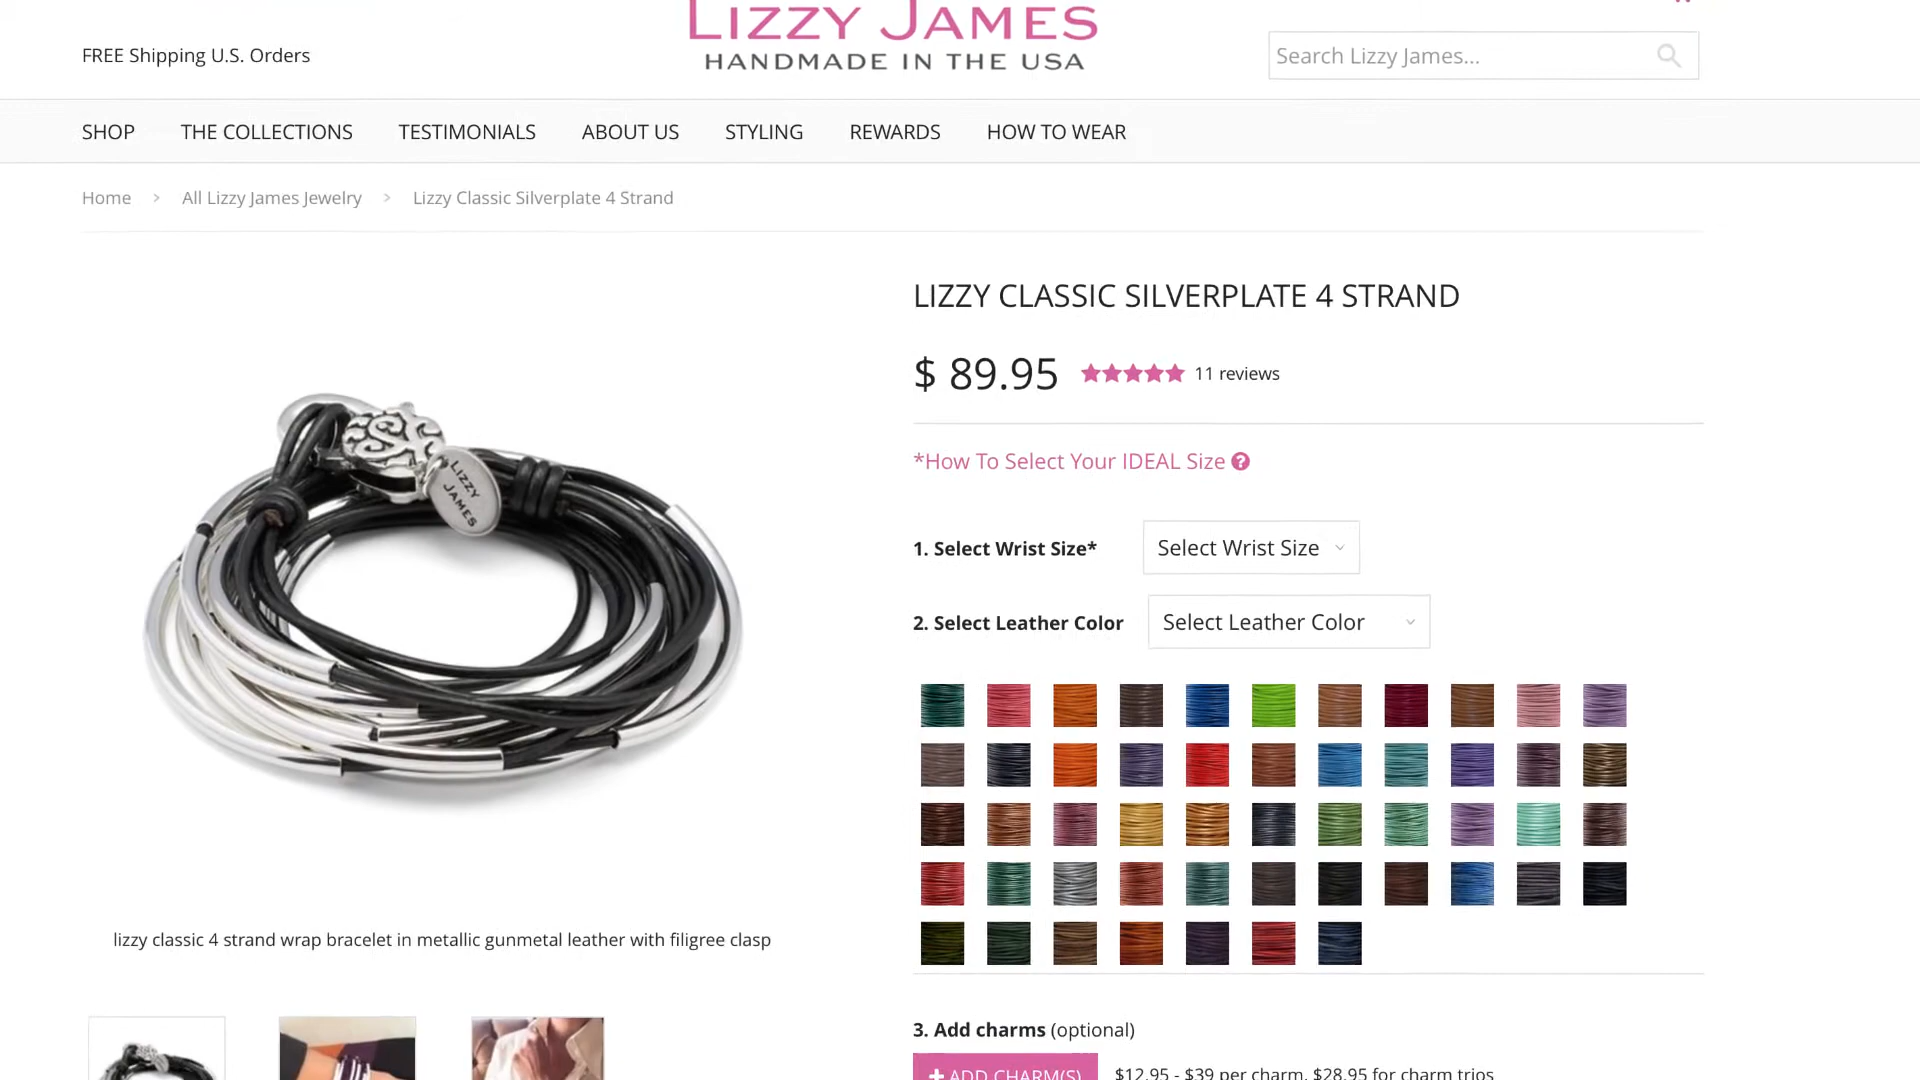 LIZZY JAMES
HANDMADE IN THE USA
FREE Shipping U.S. Orders
Search Lizzy James...
SHOP THE COLLECTIONS TESTIMONIALS ABOUT US STYLING REWARDS HOW TO WEAR
Home > All Lizzy James Jewelry > Lizzy Classic Silverplate 4 Strand
LIZZY CLASSIC SILVERPLATE 4 STRAND
$ 89.95 11 reviews
*How To Select Your IDEAL Size ?
1. Select Wrist Size* Select Wrist Size
2. Select Leather Color Select Leather Color
LIZZY
JAMES
lizzy classic 4 strand wrap bracelet in metallic gunmetal leather with filigree clasp
3. Add charms (optional)
+ ADD CHARM(S) $12.95 - $39 per charm, $28.95 for charm trios